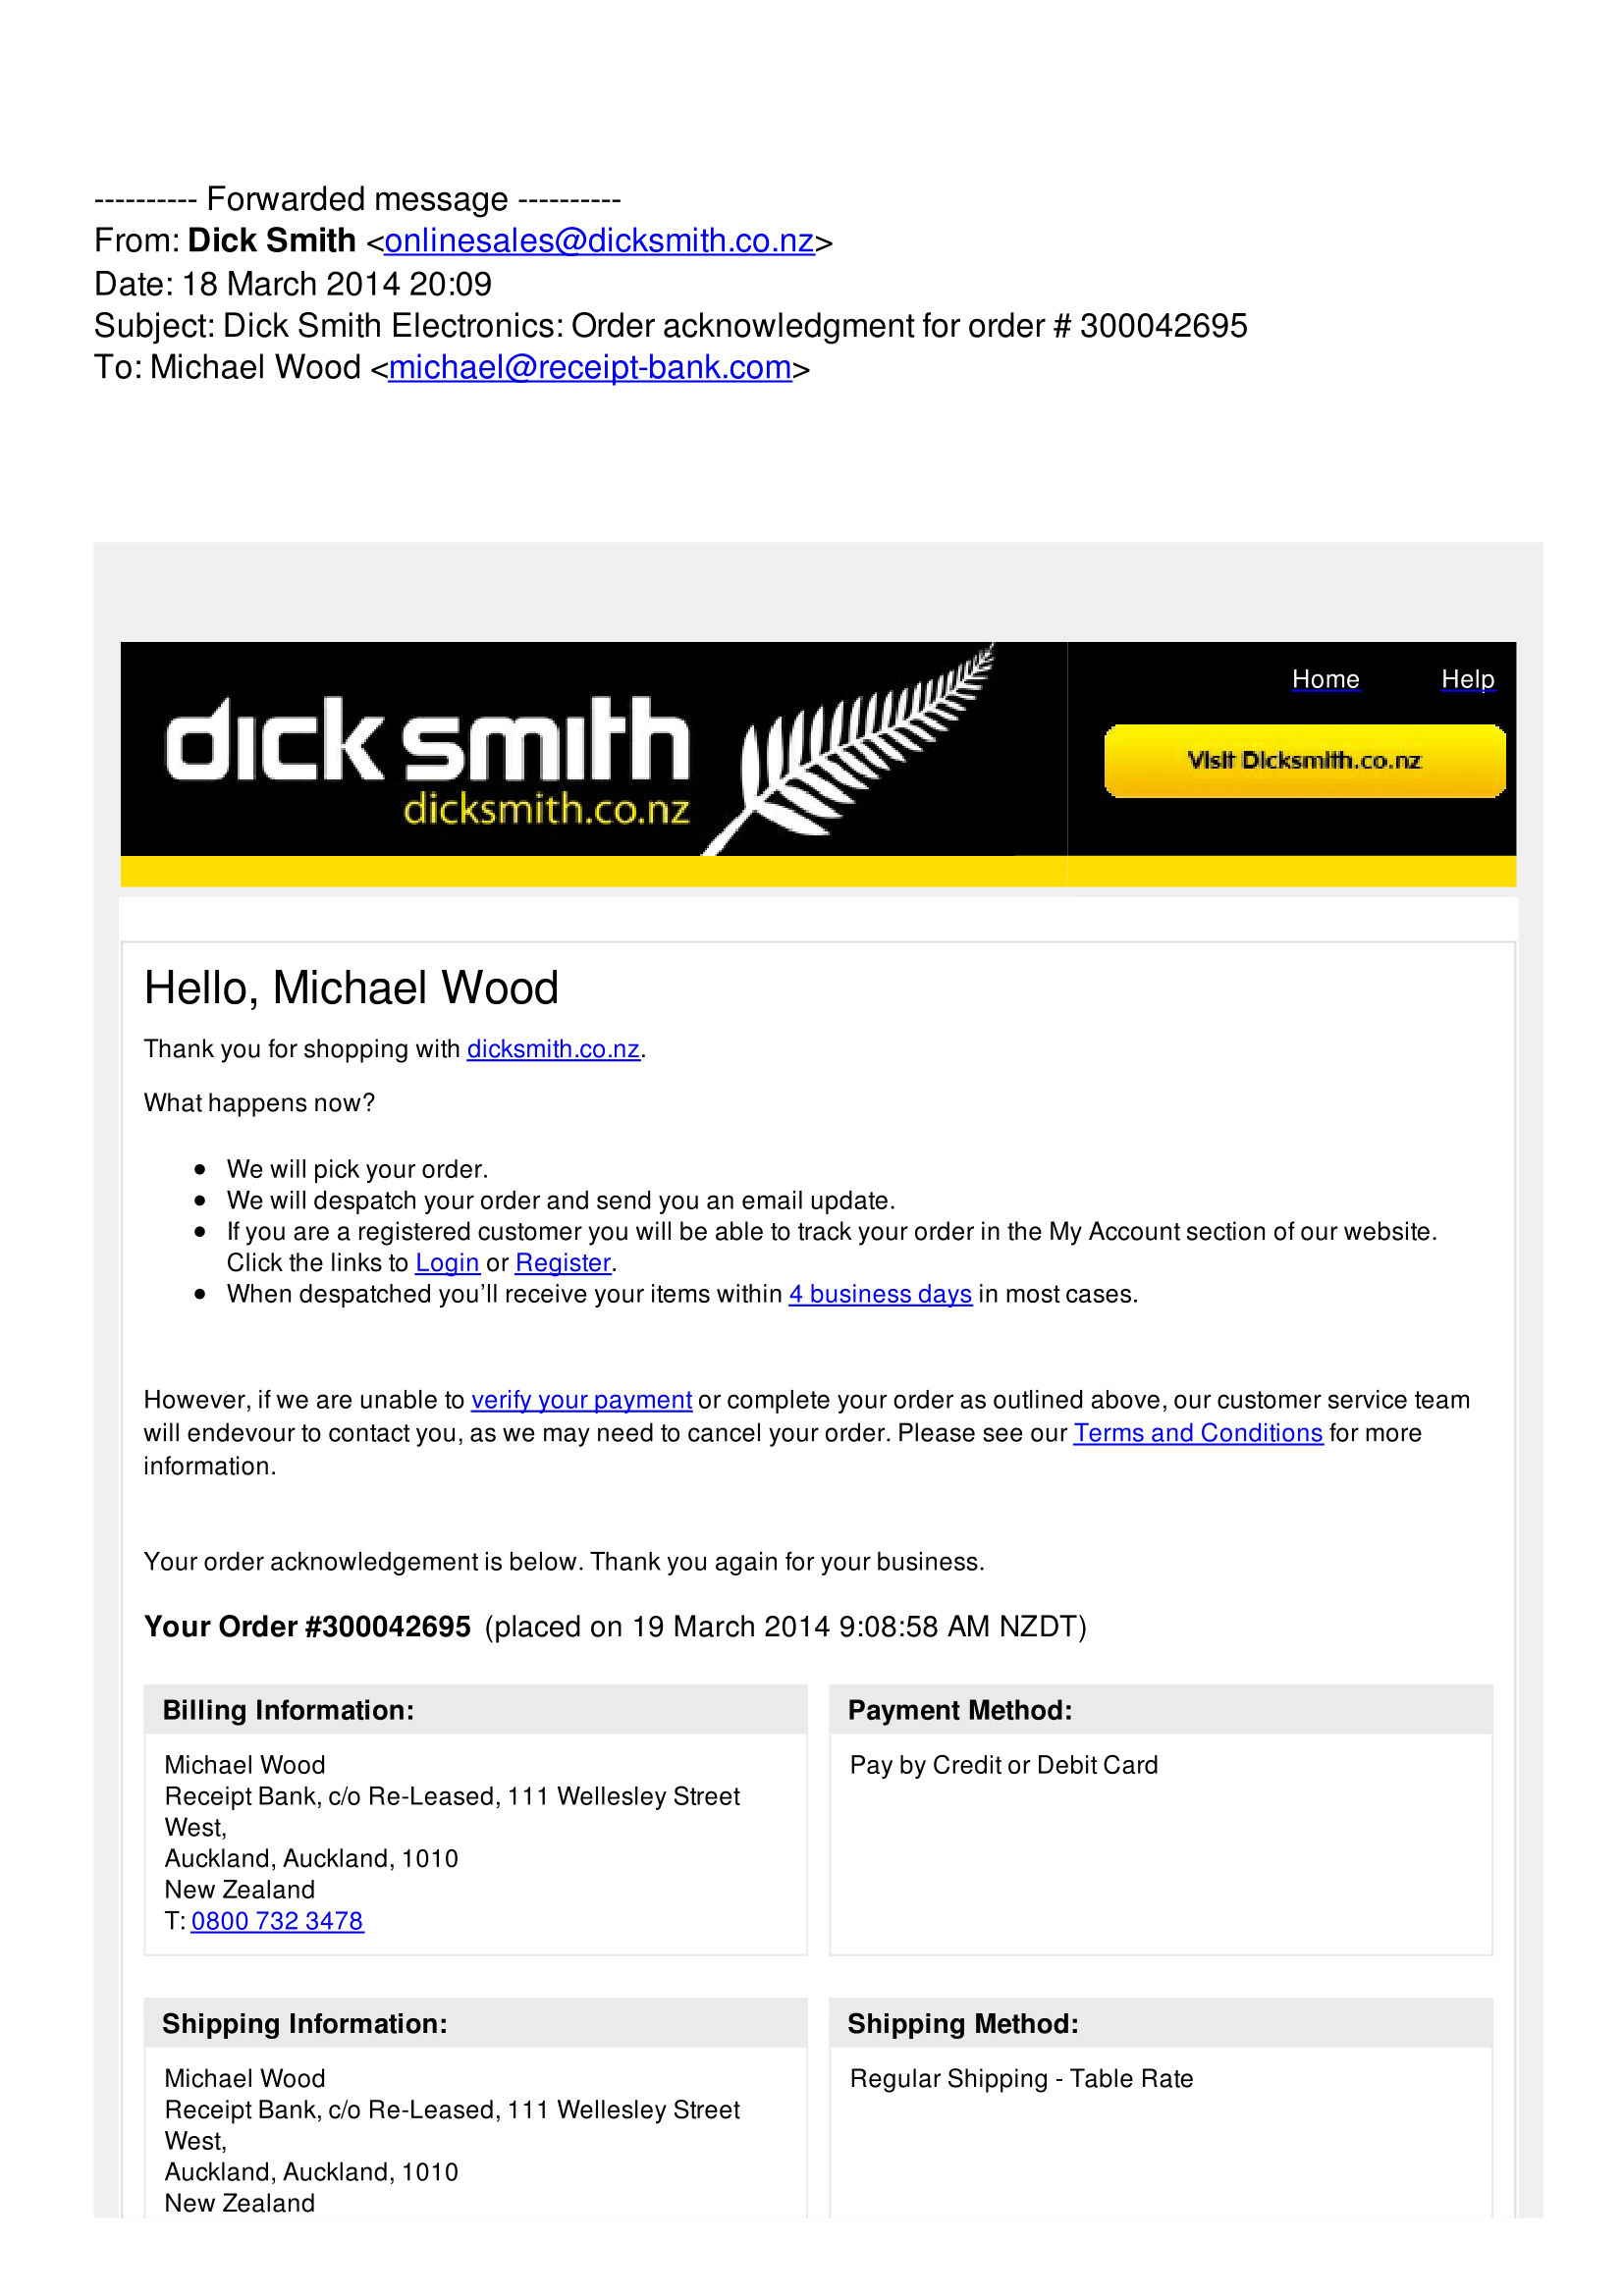 ---------- Forwarded message ----------
From: Dick Smith <onlinesales@dicksmith.co.nz>
Date: 18 March 2014 20:09
Subject: Dick Smith Electronics: Order acknowledgment for order # 300042695
To: Michael Wood <michael@receipt-bank.com>
dick smith
dicksmith.co.nz
Home Help
Visit Dicksmith.co.nz
Hello, Michael Wood
Thank you for shopping with dicksmith.co.nz.
What happens now?
● We will pick your order.
● We will despatch your order and send you an email update.
● If you are a registered customer you will be able to track your order in the My Account section of our website.
Click the links to Login or Register.
● When despatched you’ll receive your items within 4 business days in most cases.
However, if we are unable to verify your payment or complete your order as outlined above, our customer service team
will endevour to contact you, as we may need to cancel your order. Please see our Terms and Conditions for more
information.
Your order acknowledgement is below. Thank you again for your business.
Your Order #300042695 (placed on 19 March 2014 9:08:58 AM NZDT)
Billing Information:
Michael Wood
Receipt Bank, c/o Re-Leased, 111 Wellesley Street
West,
Auckland, Auckland, 1010
New Zealand
T: 0800 732 3478
Payment Method:
Pay by Credit or Debit Card
Shipping Information:
Michael Wood
Receipt Bank, c/o Re-Leased, 111 Wellesley Street
West,
Auckland, Auckland, 1010
New Zealand
Shipping Method:
Regular Shipping - Table Rate